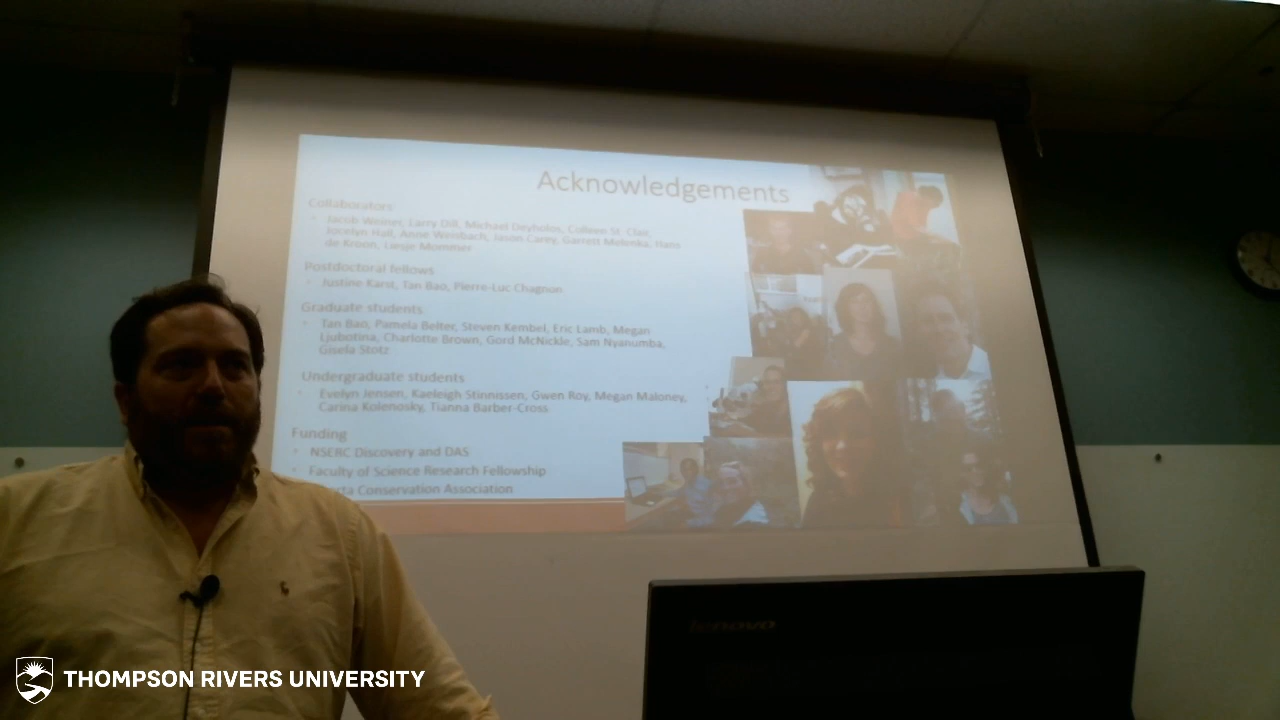 Acknowledgements
Collaborators
Jacob Weiner, Larry Dill, Michael Deyholos, Colleen St. Clair,
Jocelyn Hall, Anne Weisbach, Jason Carey, Garrett Melenka, Hans
de Kroon, Liesje Mommer
Postdoctoral fellows
Justine Karst, Tan Bao, Pierre-Luc Chagnon
Graduate students
Tan Bao, Pamela Belter, Steven Kembel, Eric Lamb, Megan
Ljubotina, Charlotte Brown, Gord McNickle, Sam Nyanumba,
Gisela Stotz
Undergraduate students
Evelyn Jensen, Kaeleigh Stinnissen, Gwen Roy, Megan Maloney,
Carina Kolenosky, Tianna Barber-Cross
Funding
NSERC Discovery and DAS
Faculty of Science Research Fellowship
Conservation Association
lenovo
THOMPSON RIVERS UNIVERSITY